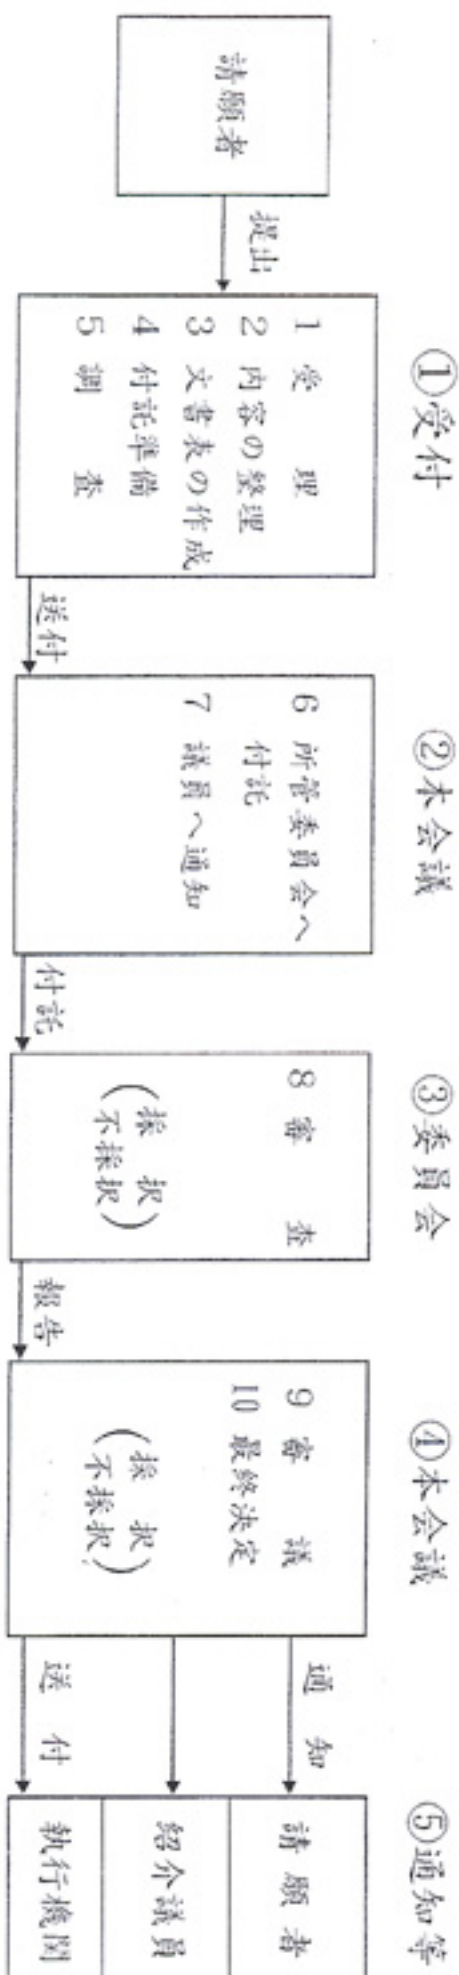 請願者
提出
①受付
1 受 理
2 内容の整理
3 文書表の作成
4 付託準備
5 調 査
送付
②本会議
6 所管委員会へ
付託
7 議員へ通知
付託
③委員会
8 審 査
(採 択
不採択)
報告
④本会議
9 審 議
10 最終決定
(採 択
不採択)
通 知
送 付
⑤通知等
請 願 者
紹介議員
執行機関